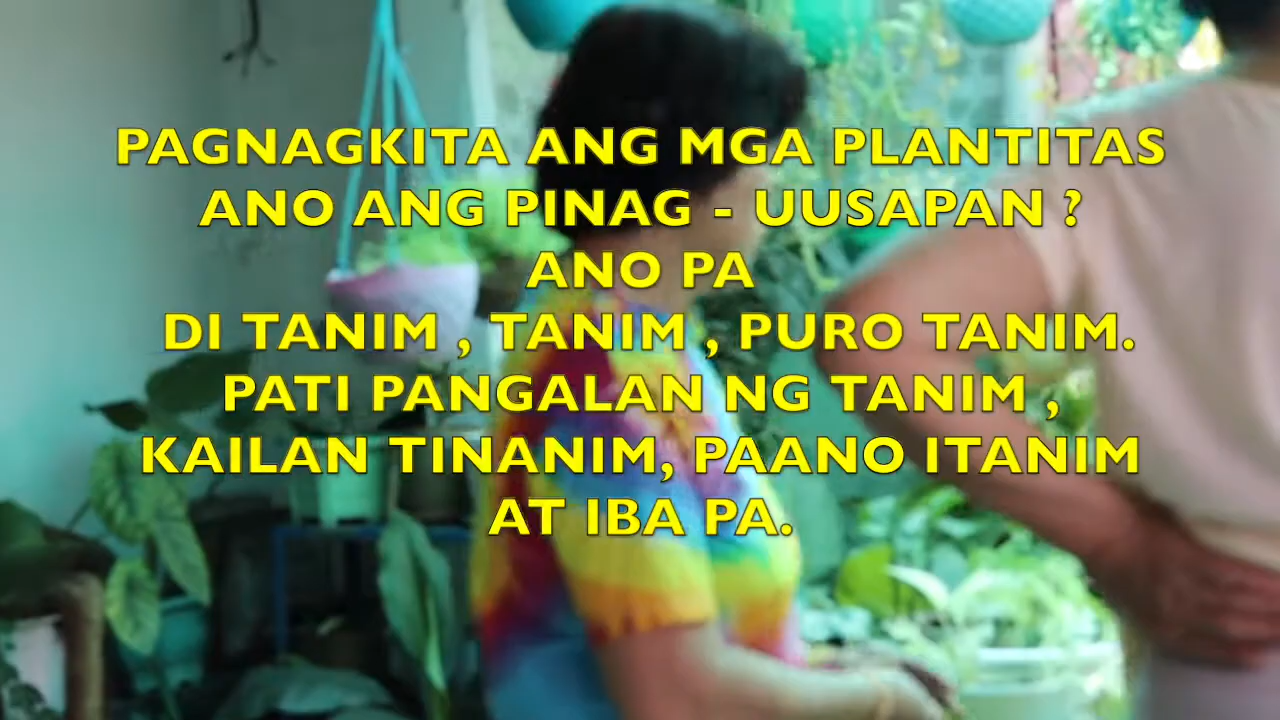 PAGNAGKITA ANG MGA PLANTITAS
ANO ANG PINAG - UUSAPAN ?
ANO PA
DI TANIM , TANIM , PURO TANIM.
PATI PANGALAN NG TANIM ,
KAILAN TINANIM, PAANO ITANIM
AT IBA PA.